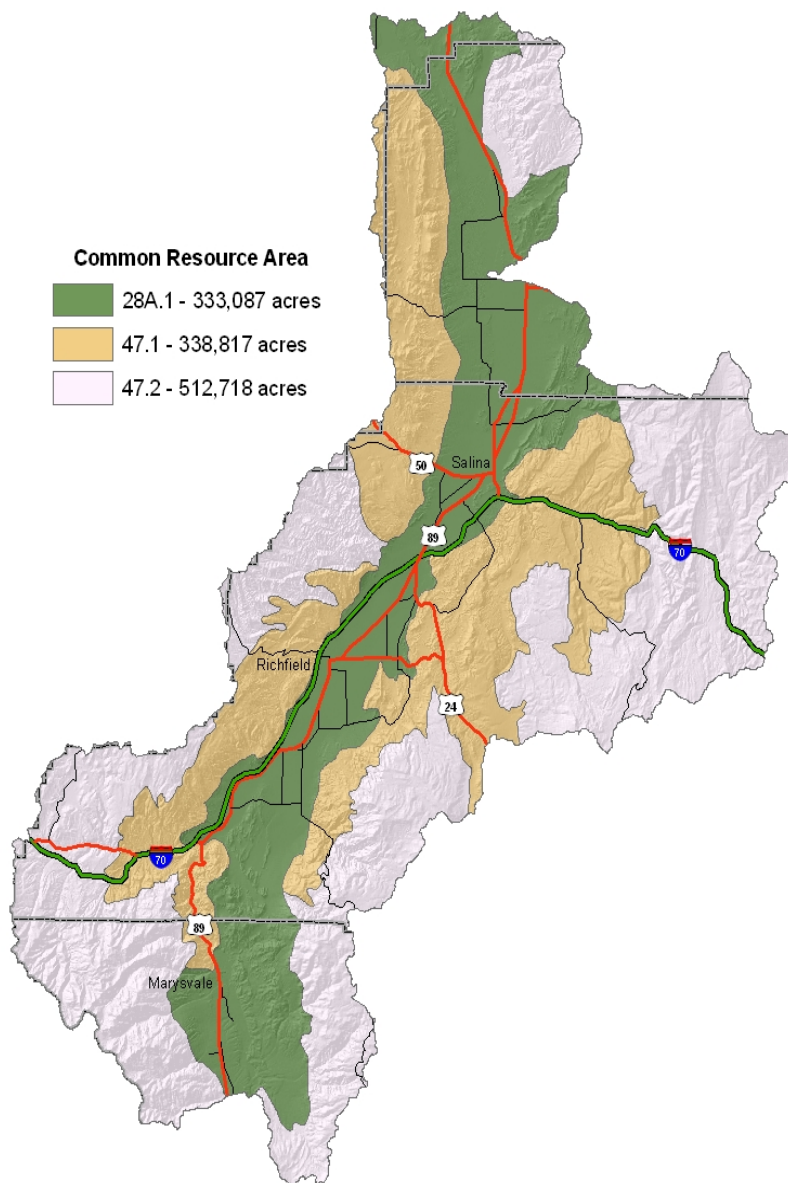 Common Resource Area
28A.1 - 333,087 acres
47.1 - 338,817 acres
47.2 - 512,718 acres
50
Salina
89
70
Richfield
24
70
89
Marysvale